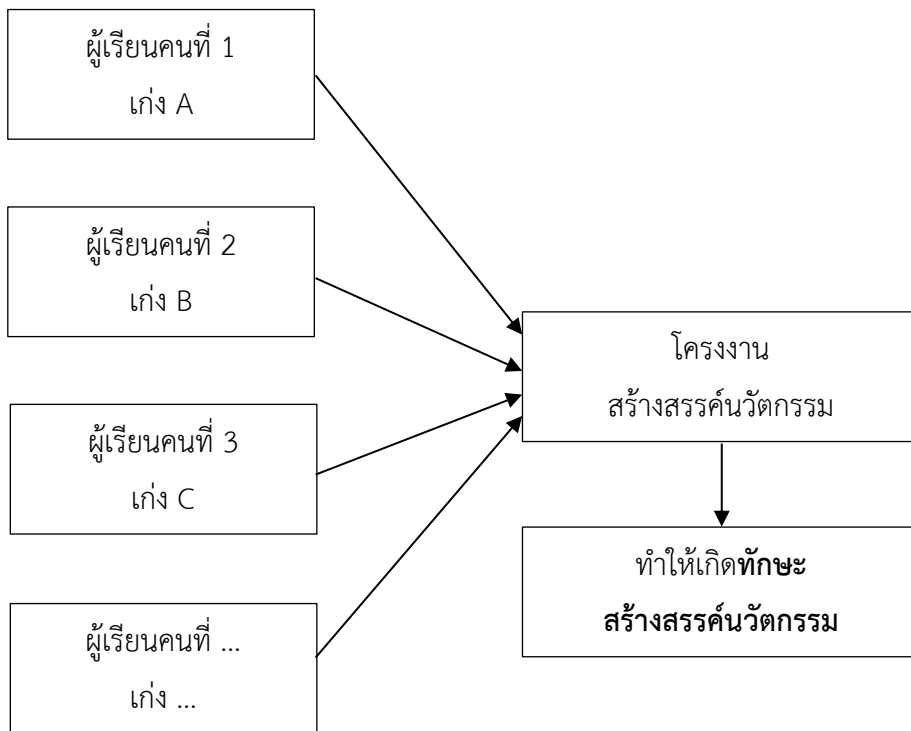 ผู้เรียนคนที่ 1
เก่ง A
ผู้เรียนคนที่ 2
เก่ง B
ผู้เรียนคนที่ 3
เก่ง C
ผู้เรียนคนที่ ...
เก่ง ...
โครงงาน
สร้างสรรค์นวัตกรรม
ทำให้เกิดทักษะ
สร้างสรรค์นวัตกรรม